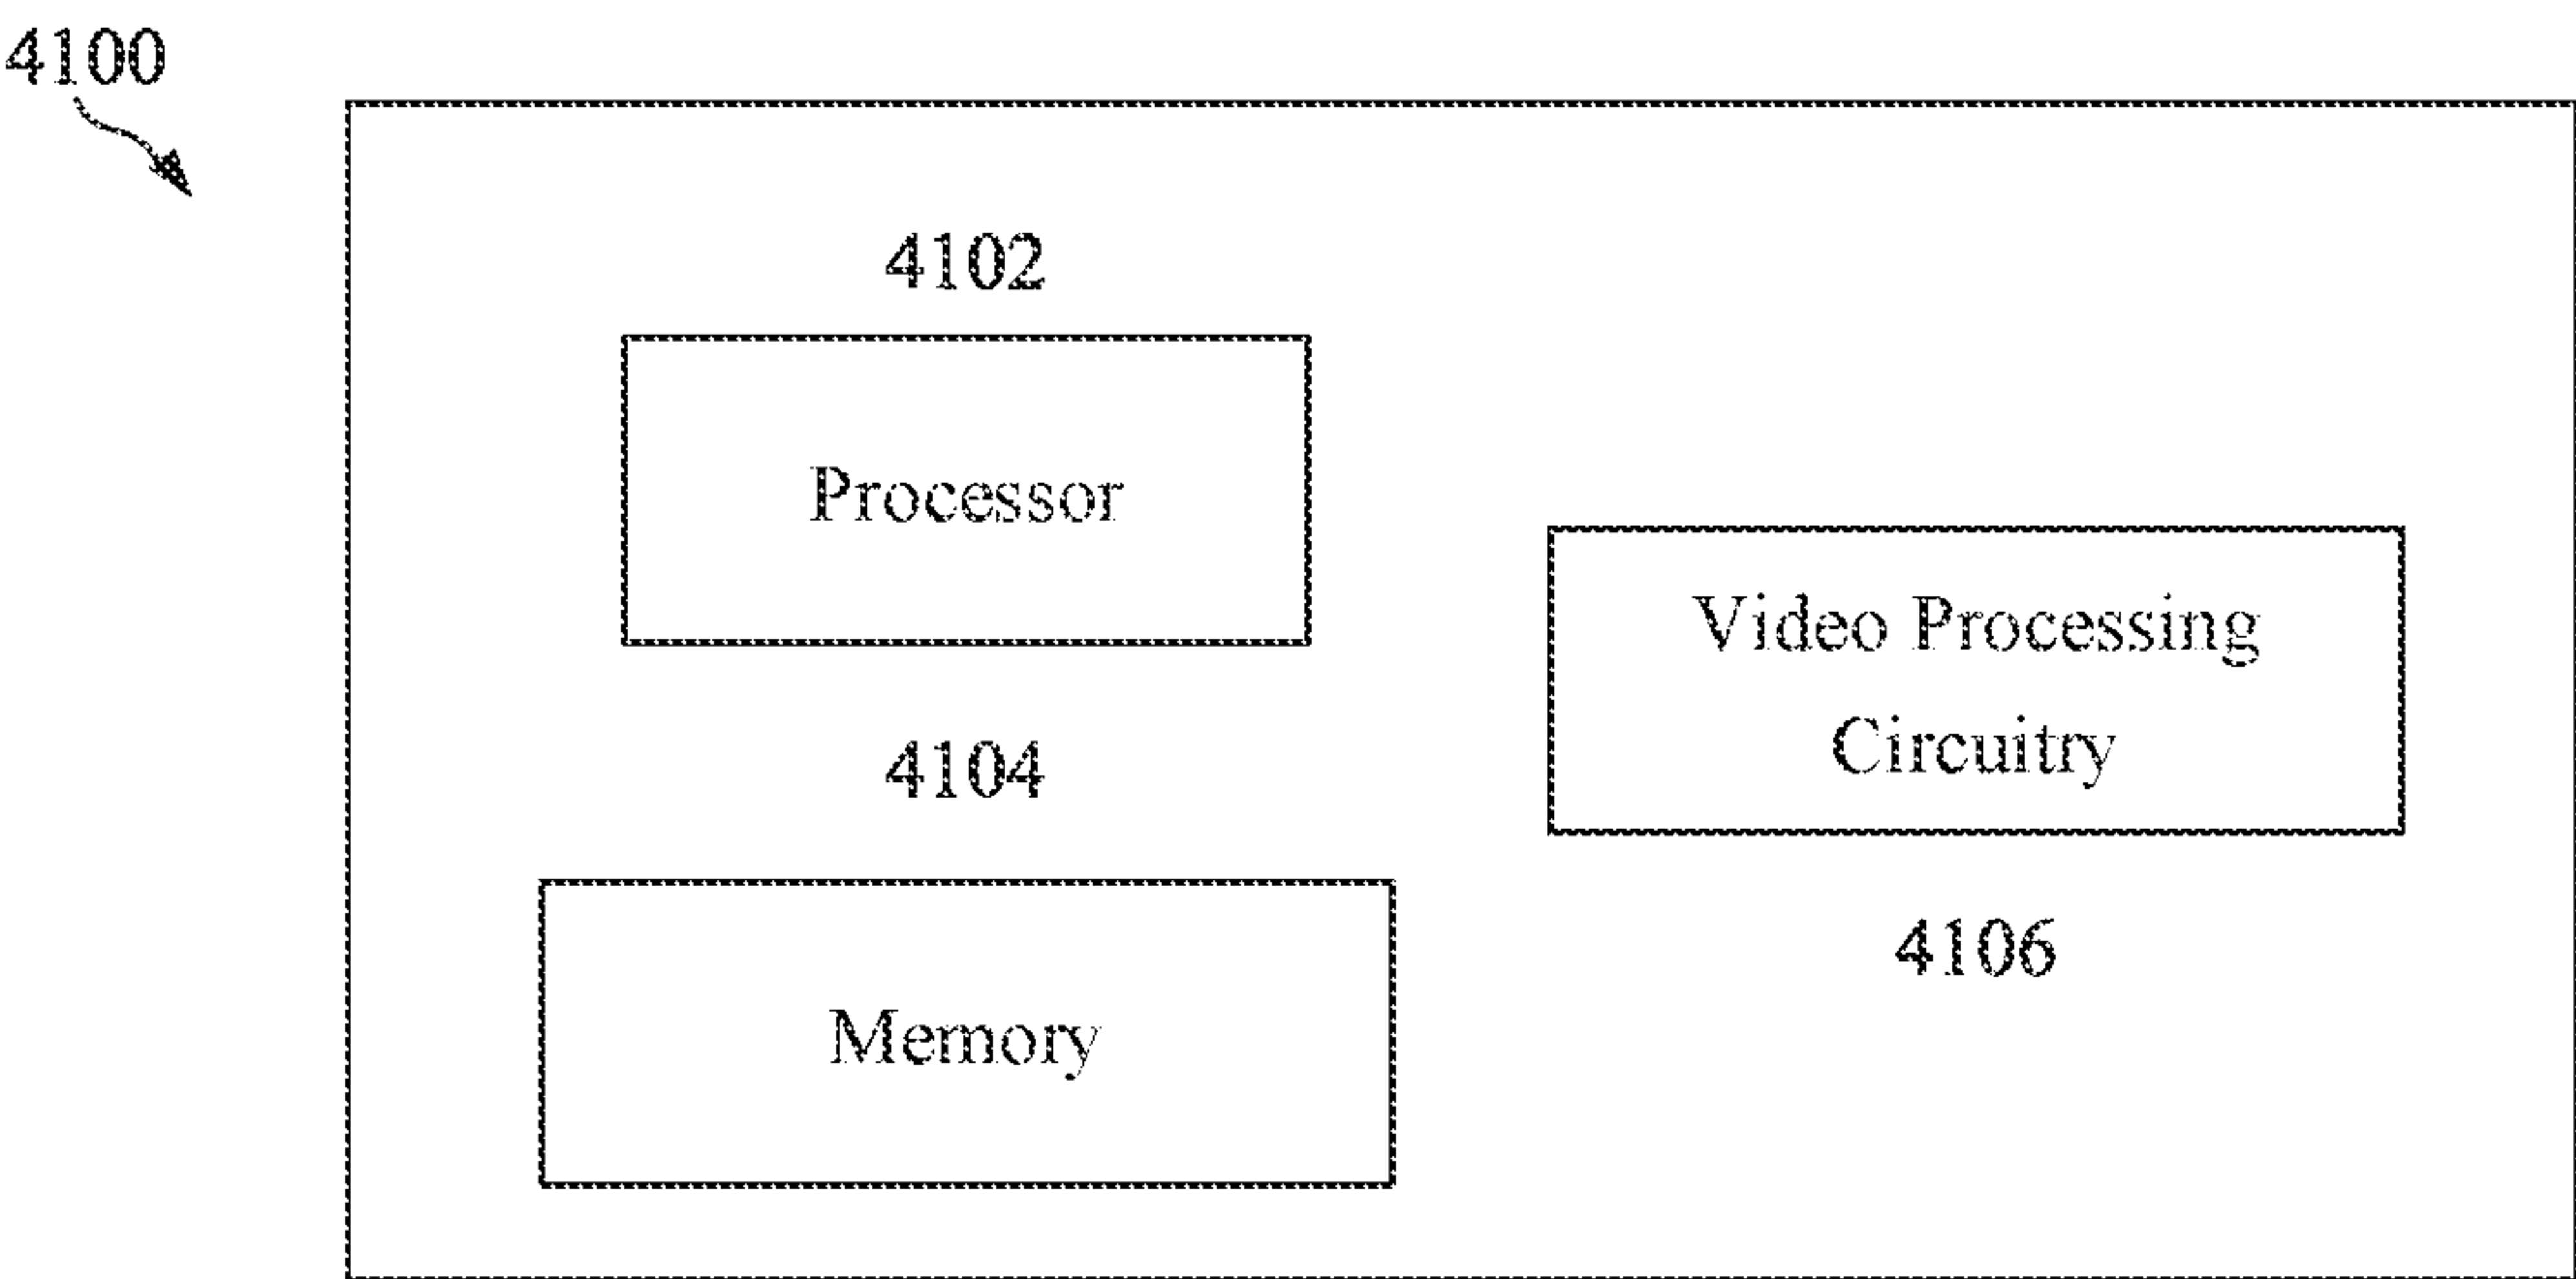 4100
4102
Processor
4104
Memory
Video Processing
Circuitry
4106